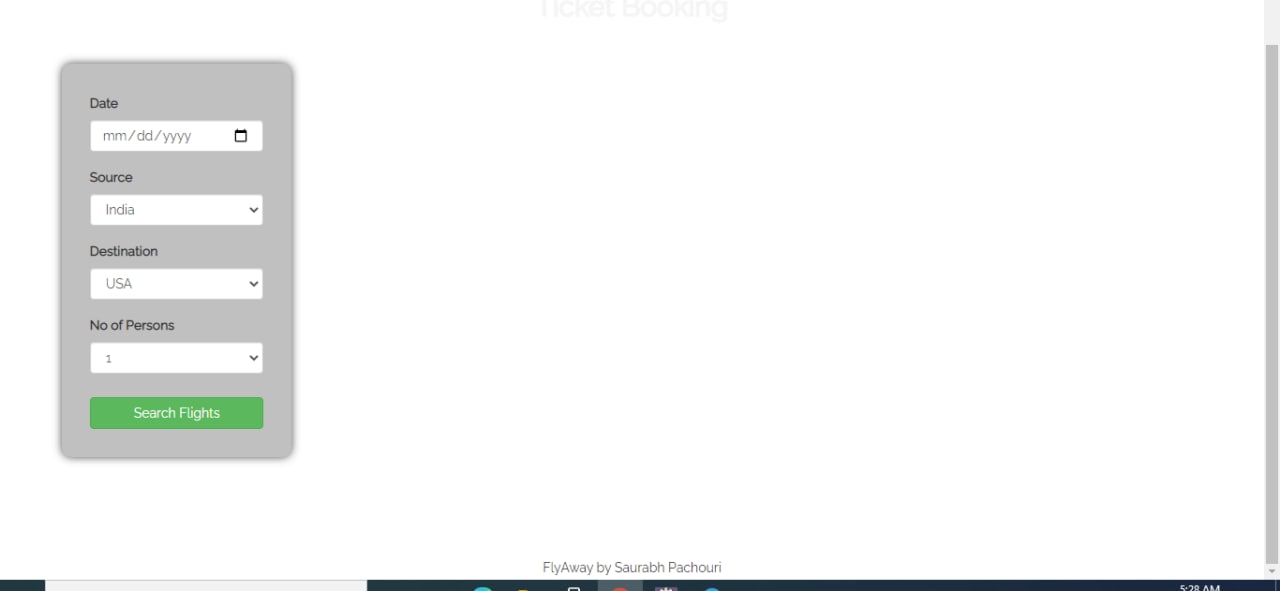 Ticket Booking
Date
mm/dd/yyyy
Source
India
Destination
USA
No of Persons
1
Search Flights
FlyAway by Saurabh Pachouri
5:28 AM